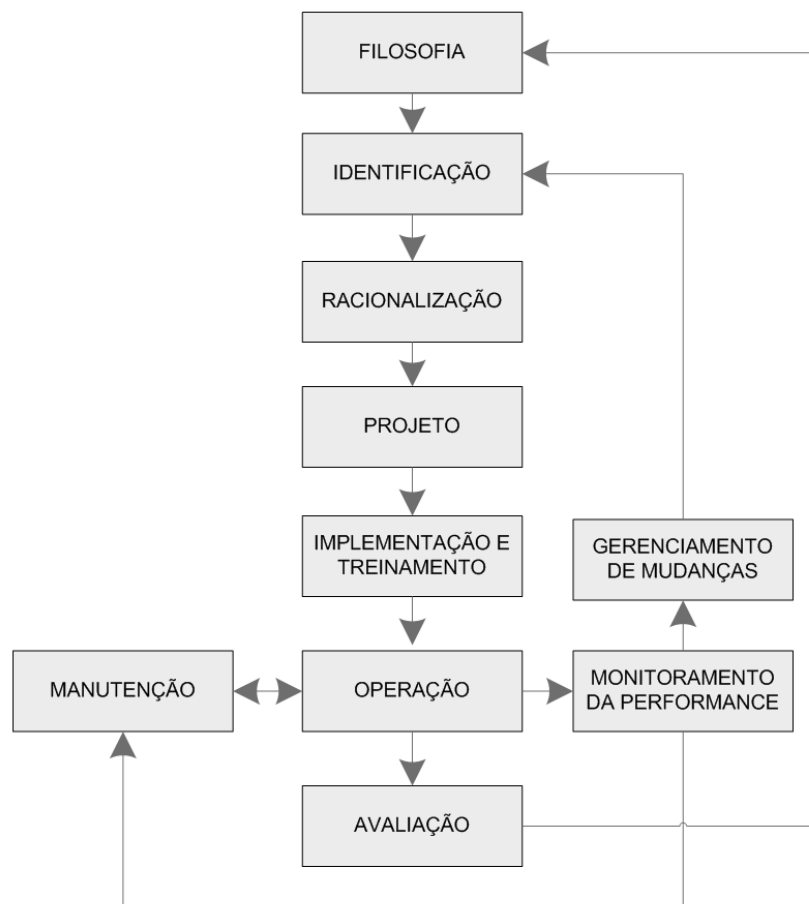 FILOSOFIA
IDENTIFICAÇÃO
RACIONALIZAÇÃO
PROJETO
IMPLEMENTAÇÃO E
TREINAMENTO
GERENCIAMENTO
DE MUDANÇAS
MANUTENÇÃO
OPERAÇÃO
MONITORAMENTO
DA PERFORMANCE
AVALIAÇÃO